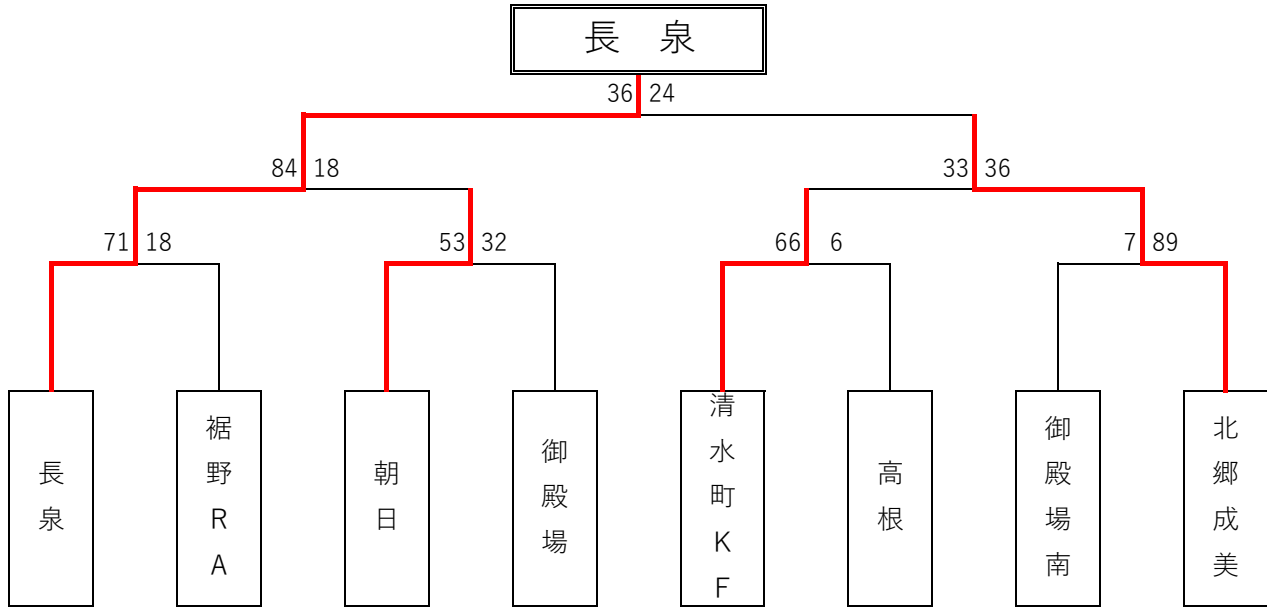 長 泉
36 24
84 18
33 36
71 18
53 32
66 6
7 89
長泉
裾野RA
朝日
御殿場
清水町KF
高根
御殿場南
北郷成美